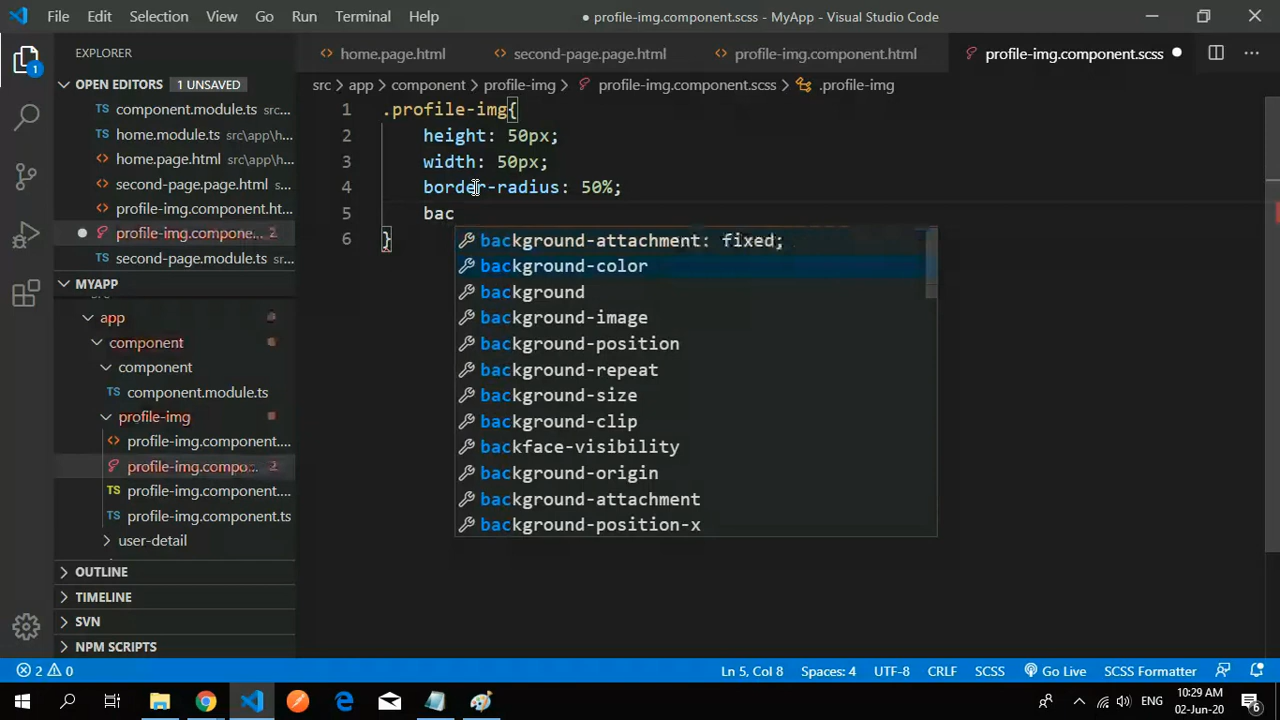 File Edit Selection View Go Run Terminal Help
● profile-img.component.scss - MyApp - Visual Studio Code
1
EXPLORER
OPEN EDITORS 1 UNSAVED
TS component.module.ts src...
TS home.module.ts src\app\h...
<> home.page.html src\app\h...
<> second-page.html src\app...
<> profile-img.component.ht...
● profile-img.compone... 2
TS second-page.module.ts sr...
MYAPP
src
app
component
component
TS component.module.ts
profile-img
<> profile-img.component....
profile-img.compo... 2
profile-img.component....
TS profile-img.component.ts
user-detail
OUTLINE
TIMELINE
SVN
NPM SCRIPTS
<> home.page.html <> second-page.page.html <> profile-img.component.html profile-img.component.scss ●
src > app > component > profile-img > profile-img.component.scss > .profile-img
1 .profile-img{
2 height: 50px;
3 width: 50px;
4 border-radius: 50%;
5 bac
6 }
background-attachment: fixed;
background-color
background
background-image
background-position
background-repeat
background-size
background-clip
backface-visibility
background-origin
background-attachment
background-position-x
2 0 Ln 5, Col 8 Spaces: 4 UTF-8 CRLF SCSS Go Live SCSS Formatter
ENG 10:29 AM
02-Jun-20 6